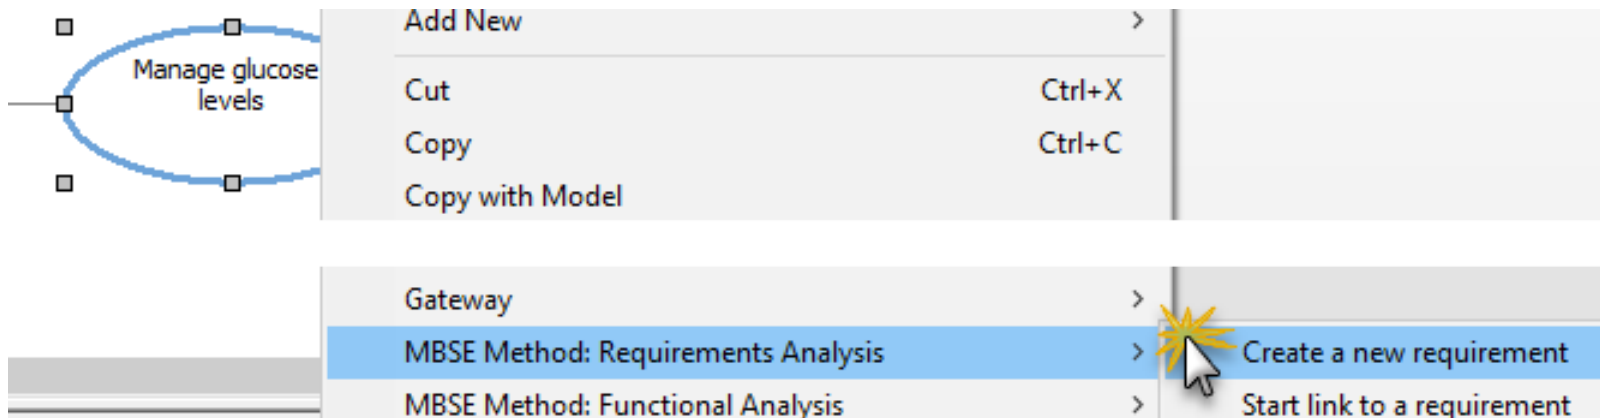 Manage glucose
levels
Add New
Cut Ctrl+X
Copy Ctrl+C
Copy with Model
Gateway
MBSE Method: Requirements Analysis
Create a new requirement
MBSE Method: Functional Analysis
Start link to a requirement